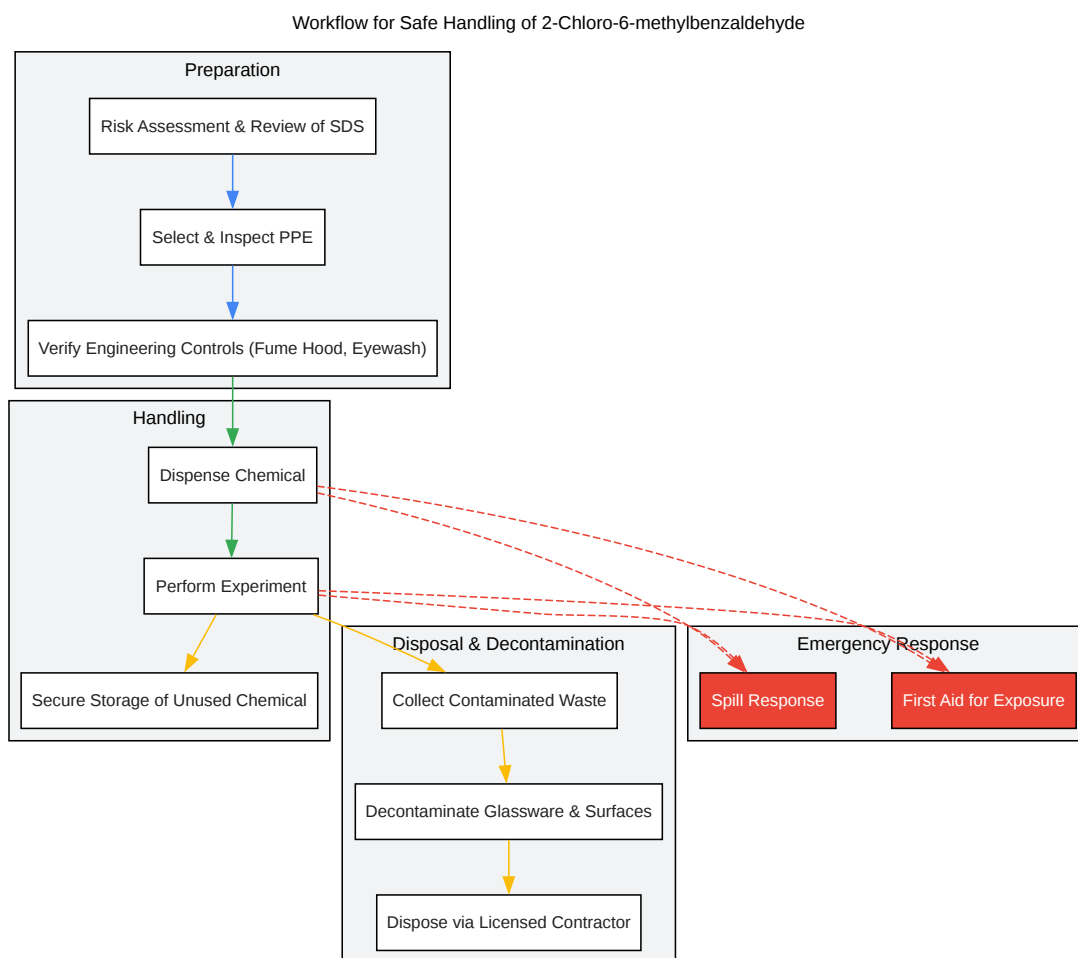 Workflow for Safe Handling of 2-Chloro-6-methylbenzaldehyde
Preparation
Risk Assessment & Review of SDS
Select & Inspect PPE
Verify Engineering Controls (Fume Hood, Eyewash)
Handling
Dispense Chemical
Perform Experiment
Secure Storage of Unused Chemical
Disposal & Decontamination
Collect Contaminated Waste
Decontaminate Glassware & Surfaces
Dispose via Licensed Contractor
Emergency Response
Spill Response
First Aid for Exposure